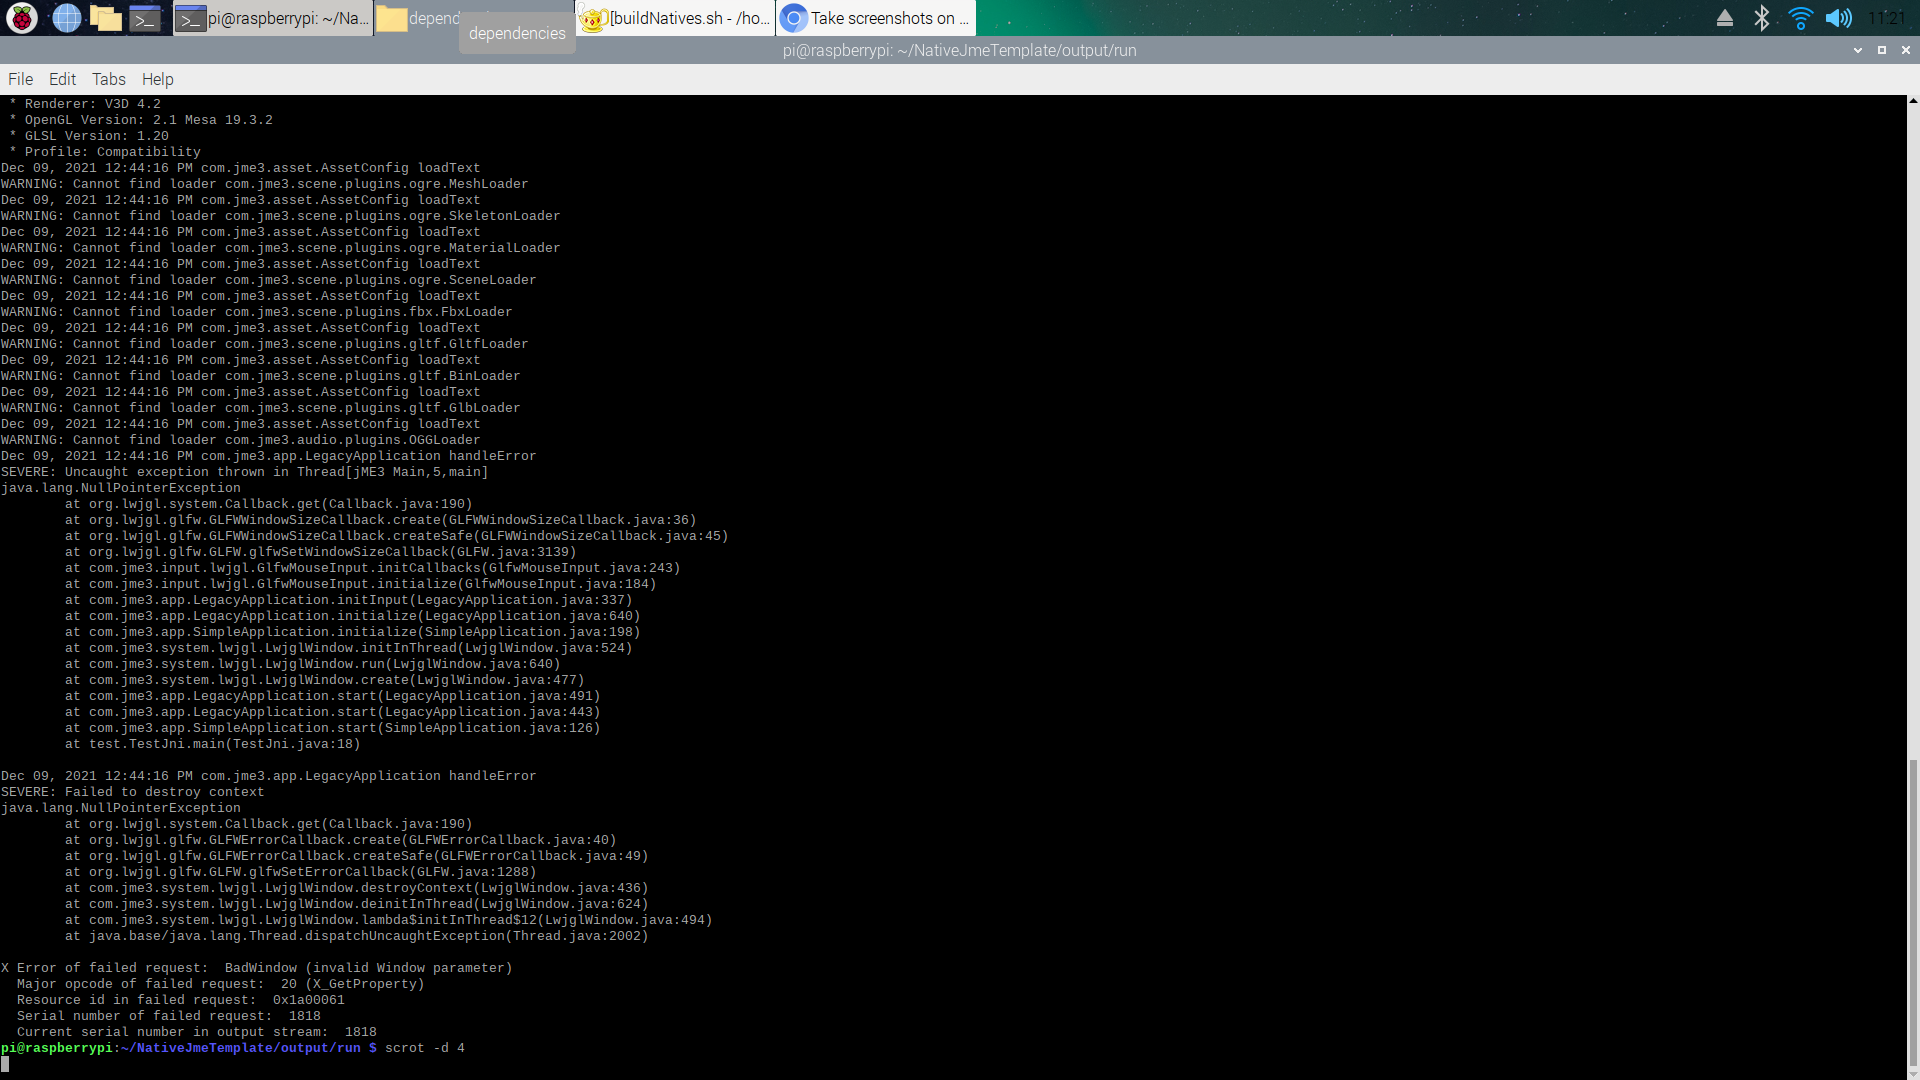 pi@raspberrypi: ~/Na...
depend
[buildNatives.sh - /ho...
Take screenshots on ...
11:21
dependencies
pi@raspberrypi: ~/NativeJmeTemplate/output/run
File Edit Tabs Help
 * Renderer: V3D 4.2
 * OpenGL Version: 2.1 Mesa 19.3.2
 * GLSL Version: 1.20
 * Profile: Compatibility
Dec 09, 2021 12:44:16 PM com.jme3.asset.AssetConfig loadText
WARNING: Cannot find loader com.jme3.scene.plugins.ogre.MeshLoader
Dec 09, 2021 12:44:16 PM com.jme3.asset.AssetConfig loadText
WARNING: Cannot find loader com.jme3.scene.plugins.ogre.SkeletonLoader
Dec 09, 2021 12:44:16 PM com.jme3.asset.AssetConfig loadText
WARNING: Cannot find loader com.jme3.scene.plugins.ogre.MaterialLoader
Dec 09, 2021 12:44:16 PM com.jme3.asset.AssetConfig loadText
WARNING: Cannot find loader com.jme3.scene.plugins.ogre.SceneLoader
Dec 09, 2021 12:44:16 PM com.jme3.asset.AssetConfig loadText
WARNING: Cannot find loader com.jme3.scene.plugins.fbx.FbxLoader
Dec 09, 2021 12:44:16 PM com.jme3.asset.AssetConfig loadText
WARNING: Cannot find loader com.jme3.scene.plugins.gltf.GltfLoader
Dec 09, 2021 12:44:16 PM com.jme3.asset.AssetConfig loadText
WARNING: Cannot find loader com.jme3.scene.plugins.gltf.BinLoader
Dec 09, 2021 12:44:16 PM com.jme3.asset.AssetConfig loadText
WARNING: Cannot find loader com.jme3.scene.plugins.gltf.GlbLoader
Dec 09, 2021 12:44:16 PM com.jme3.asset.AssetConfig loadText
WARNING: Cannot find loader com.jme3.audio.plugins.OGGLoader
Dec 09, 2021 12:44:16 PM com.jme3.app.LegacyApplication handleError
SEVERE: Uncaught exception thrown in Thread[jME3 Main,5,main]
java.lang.NullPointerException
        at org.lwjgl.system.Callback.get(Callback.java:190)
        at org.lwjgl.glfw.GLFWWindowSizeCallback.create(GLFWWindowSizeCallback.java:36)
        at org.lwjgl.glfw.GLFWWindowSizeCallback.createSafe(GLFWWindowSizeCallback.java:45)
        at org.lwjgl.glfw.GLFW.glfwSetWindowSizeCallback(GLFW.java:3139)
        at com.jme3.input.lwjgl.GlfwMouseInput.initCallbacks(GlfwMouseInput.java:243)
        at com.jme3.input.lwjgl.GlfwMouseInput.initialize(GlfwMouseInput.java:184)
        at com.jme3.app.LegacyApplication.initInput(LegacyApplication.java:337)
        at com.jme3.app.LegacyApplication.initialize(LegacyApplication.java:640)
        at com.jme3.app.SimpleApplication.initialize(SimpleApplication.java:198)
        at com.jme3.system.lwjgl.LwjglWindow.initInThread(LwjglWindow.java:524)
        at com.jme3.system.lwjgl.LwjglWindow.run(LwjglWindow.java:640)
        at com.jme3.system.lwjgl.LwjglWindow.create(LwjglWindow.java:477)
        at com.jme3.app.LegacyApplication.start(LegacyApplication.java:491)
        at com.jme3.app.LegacyApplication.start(LegacyApplication.java:443)
        at com.jme3.app.SimpleApplication.start(SimpleApplication.java:126)
        at test.TestJni.main(TestJni.java:18)

Dec 09, 2021 12:44:16 PM com.jme3.app.LegacyApplication handleError
SEVERE: Failed to destroy context
java.lang.NullPointerException
        at org.lwjgl.system.Callback.get(Callback.java:190)
        at org.lwjgl.glfw.GLFWErrorCallback.create(GLFWErrorCallback.java:40)
        at org.lwjgl.glfw.GLFWErrorCallback.createSafe(GLFWErrorCallback.java:49)
        at org.lwjgl.glfw.GLFW.glfwSetErrorCallback(GLFW.java:1288)
        at com.jme3.system.lwjgl.LwjglWindow.destroyContext(LwjglWindow.java:436)
        at com.jme3.system.lwjgl.LwjglWindow.deinitInThread(LwjglWindow.java:624)
        at com.jme3.system.lwjgl.LwjglWindow.lambda$initInThread$12(LwjglWindow.java:494)
        at java.base/java.lang.Thread.dispatchUncaughtException(Thread.java:2002)

X Error of failed request:  BadWindow (invalid Window parameter)
  Major opcode of failed request:  20 (X_GetProperty)
  Resource id in failed request:  0x1a00061
  Serial number of failed request:  1818
  Current serial number in output stream:  1818
pi@raspberrypi:~/NativeJmeTemplate/output/run $ scrot -d 4